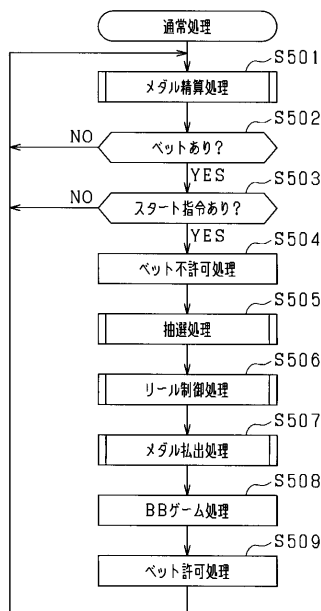 通常処理
S501
メダル精算処理
S502
ベットあり?
NO
YES
S503
スタート指令あり?
NO
YES
S504
ベット不許可処理
S505
抽選処理
S506
リール制御処理
S507
メダル払出処理
S508
BBゲーム処理
S509
ベット許可処理